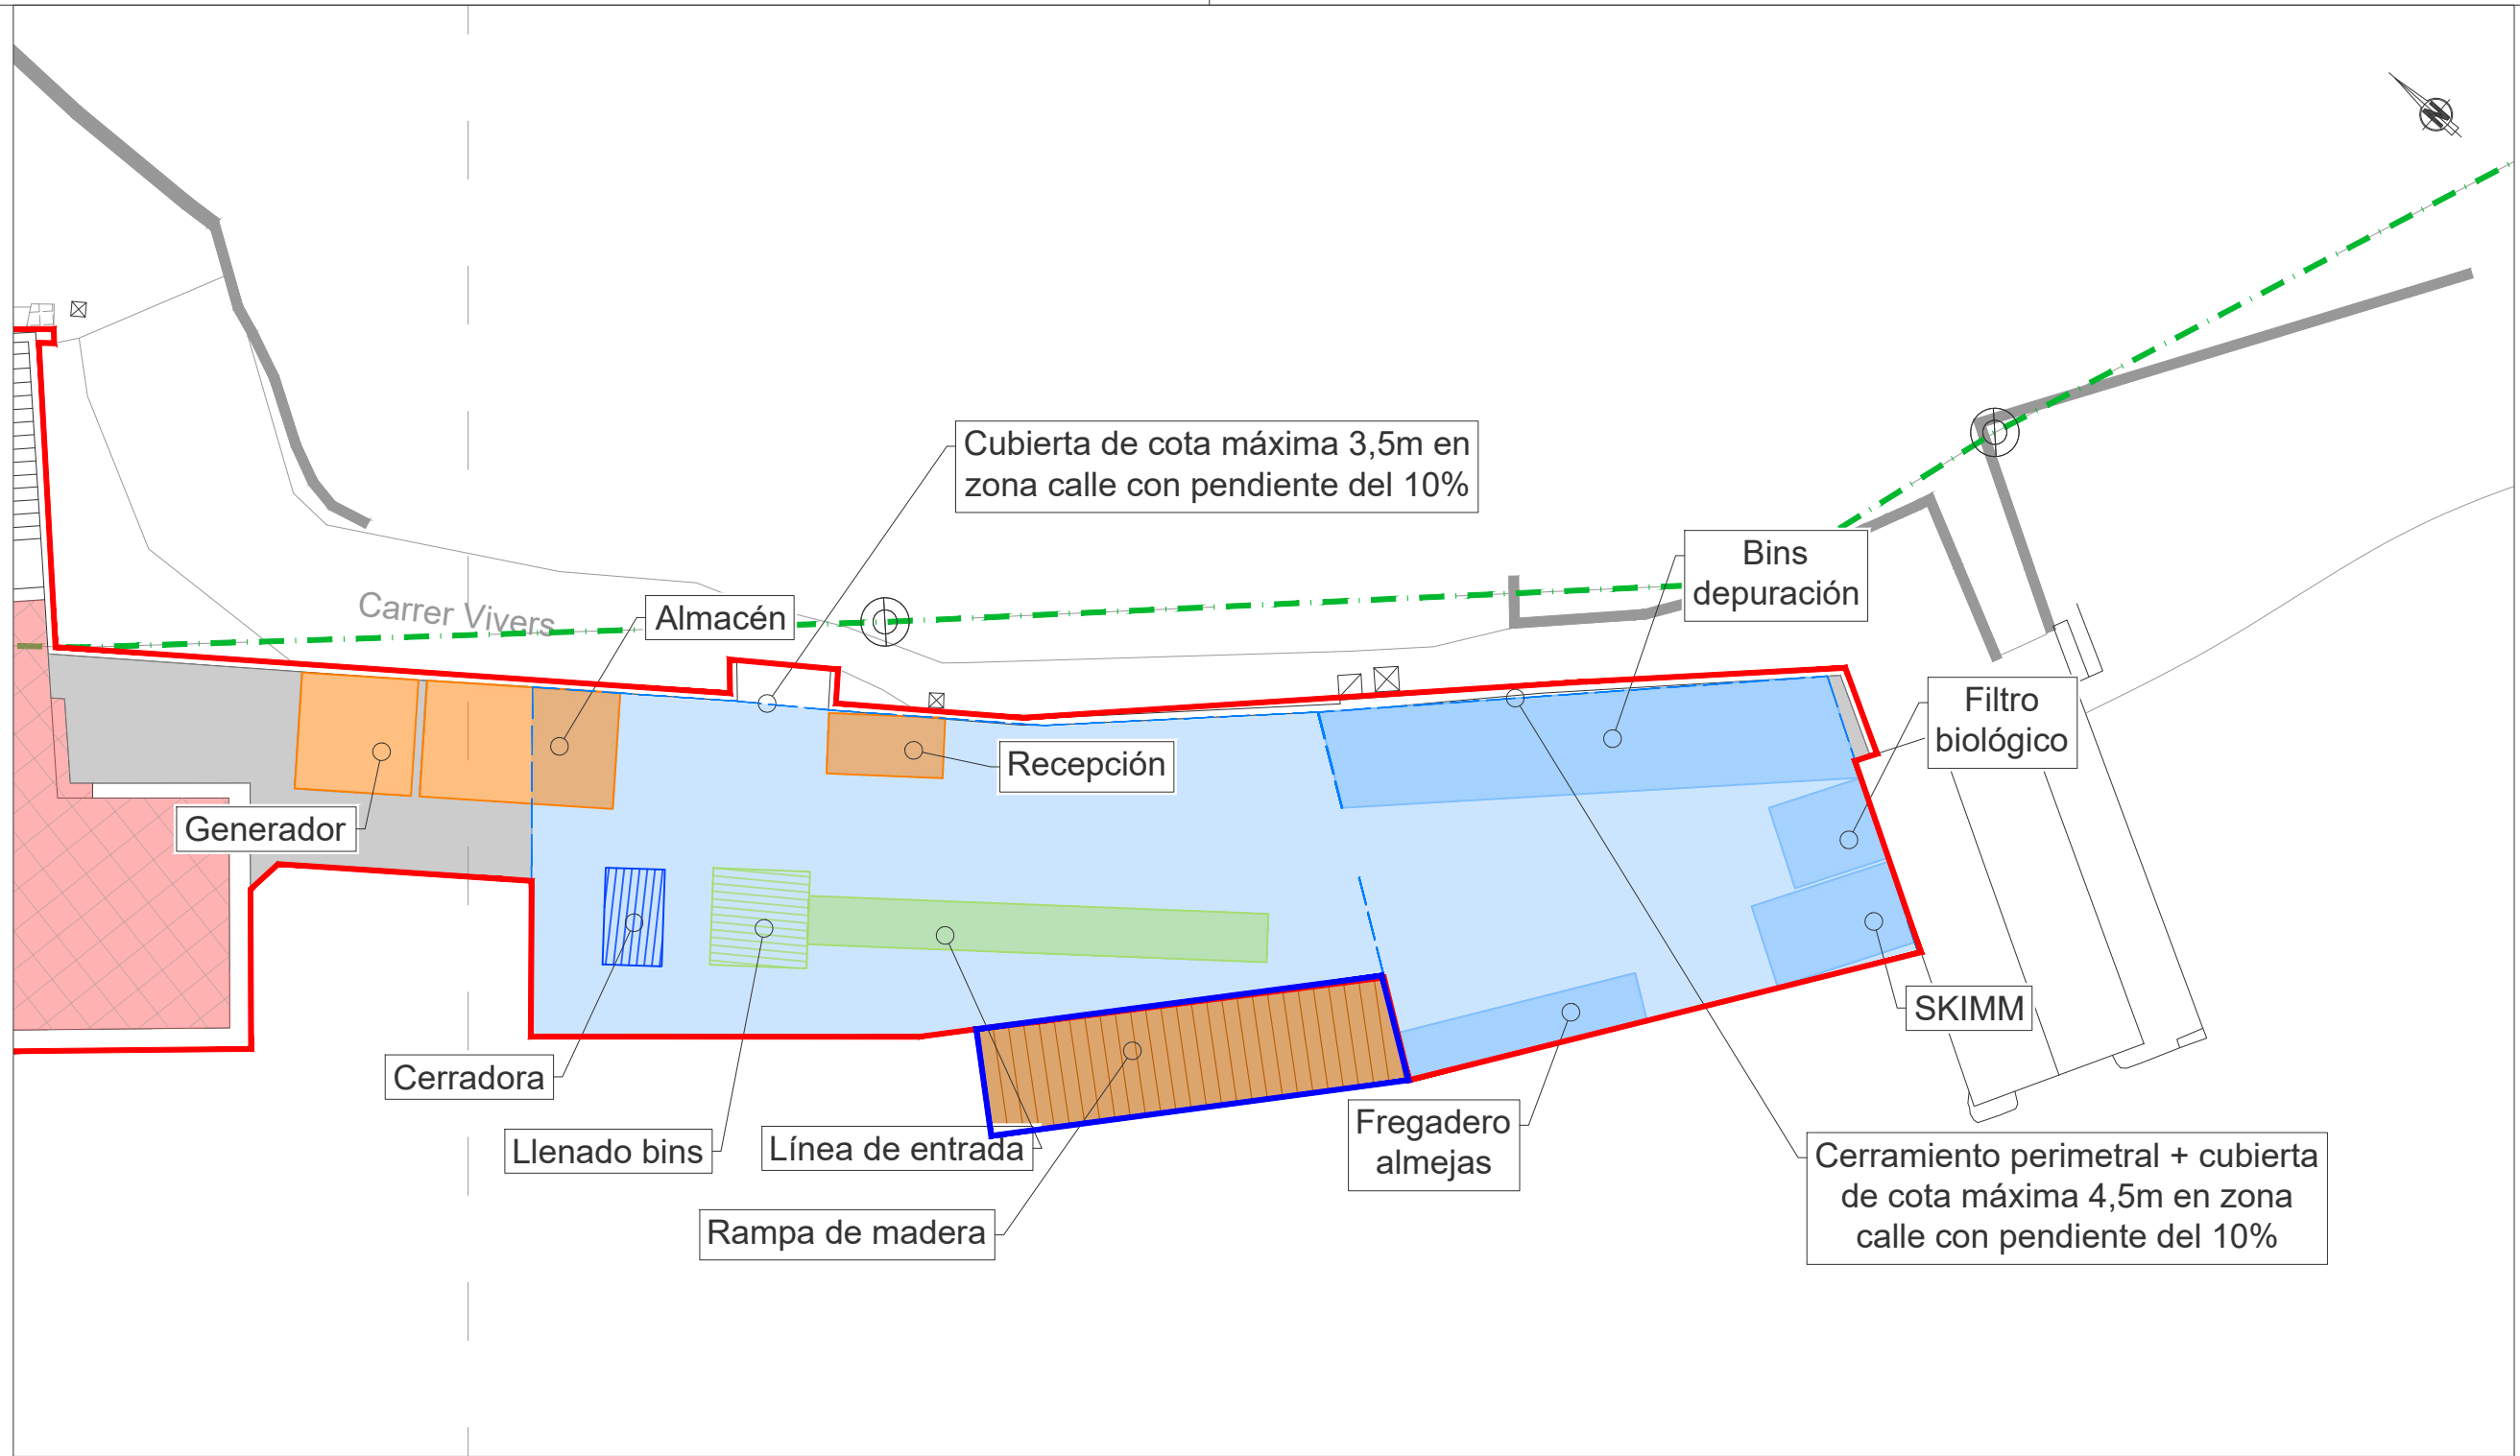 N
Cubierta de cota máxima 3,5m en
zona calle con pendiente del 10%
Bins
depuración
Carrer Vivers
Almacén
Filtro
biológico
Recepción
Generador
SKIMM
Cerradora
Fregadero
almejas
Llenado bins
Línea de entrada
Cerramiento perimetral + cubierta
de cota máxima 4,5m en zona
calle con pendiente del 10%
Rampa de madera